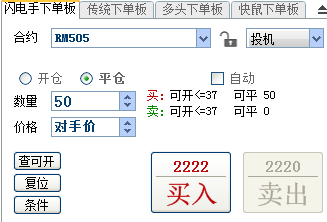 闪电手下单板 传统下单板 多头下单板 快鼠下单板
合约 RM505 投机
开仓 平仓 自动
数量 50 买: 可开<=37 可平 50
卖: 可开<=37 可平 0
价格 对手价
查可开
复位
条件
2222 2220
买入 卖出